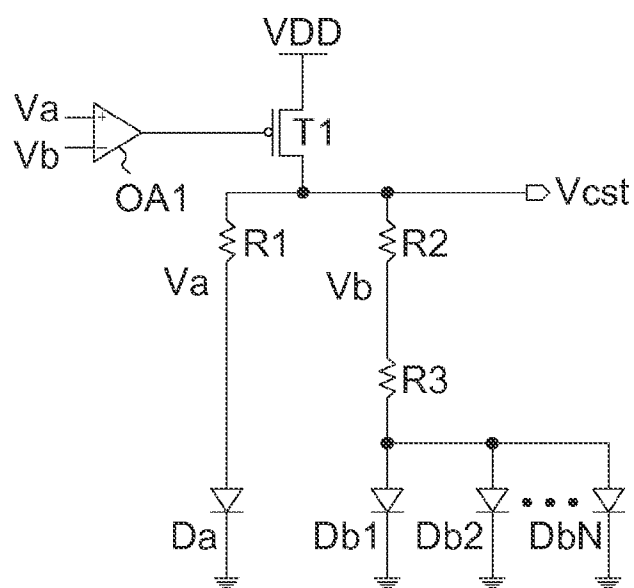 VDD
Va
+
T1
Vb
−
OA1
Vcst
R1
R2
Va
Vb
R3
Da
Db1
Db2
DbN